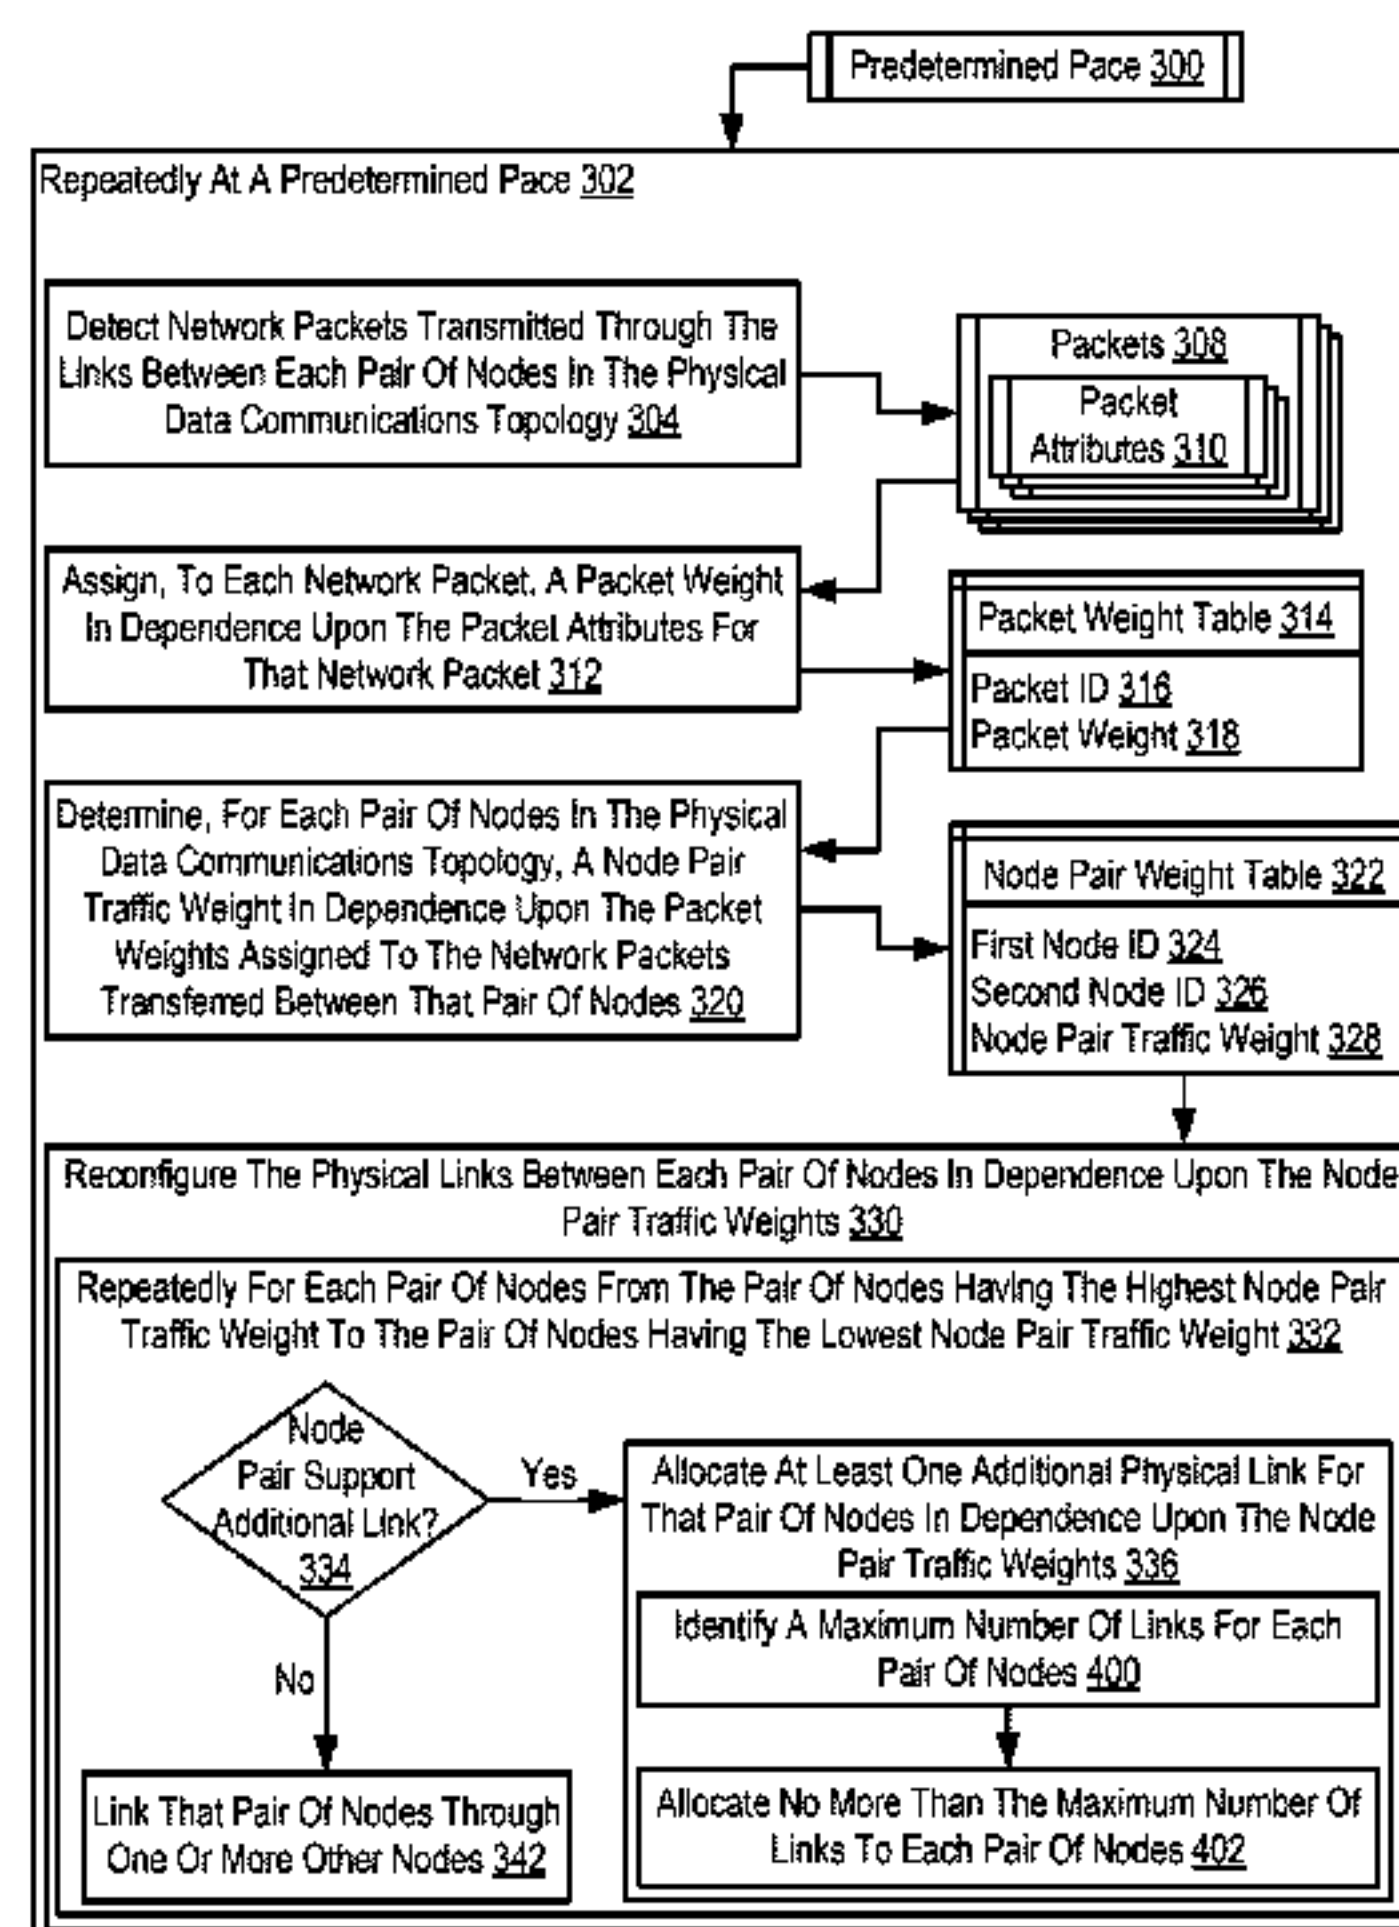 Predetermined Pace 300
Repeatedly At A Predetermined Pace 302
Detect Network Packets Transmitted Through The
Links Between Each Pair Of Nodes In The Physical
Data Communications Topology 304
Packets 308
Packet
Attributes 310
Assign, To Each Network Packet, A Packet Weight
In Dependence Upon The Packet Attributes For
That Network Packet 312
Packet Weight Table 314
Packet ID 316
Packet Weight 318
Determine, For Each Pair Of Nodes In The Physical
Data Communications Topology, A Node Pair
Traffic Weight In Dependence Upon The Packet
Weights Assigned To The Network Packets
Transferred Between That Pair Of Nodes 320
Node Pair Weight Table 322
First Node ID 324
Second Node ID 326
Node Pair Traffic Weight 328
Reconfigure The Physical Links Between Each Pair Of Nodes In Dependence Upon The Node
Pair Traffic Weights 330
Repeatedly For Each Pair Of Nodes From The Pair Of Nodes Having The Highest Node Pair
Traffic Weight To The Pair Of Nodes Having The Lowest Node Pair Traffic Weight 332
Node
Pair Support
Additional Link?
334
Yes
No
Allocate At Least One Additional Physical Link For
That Pair Of Nodes In Dependence Upon The Node
Pair Traffic Weights 336
Identify A Maximum Number Of Links For Each
Pair Of Nodes 400
Allocate No More Than The Maximum Number Of
Links To Each Pair Of Nodes 402
Link That Pair Of Nodes Through
One Or More Other Nodes 342